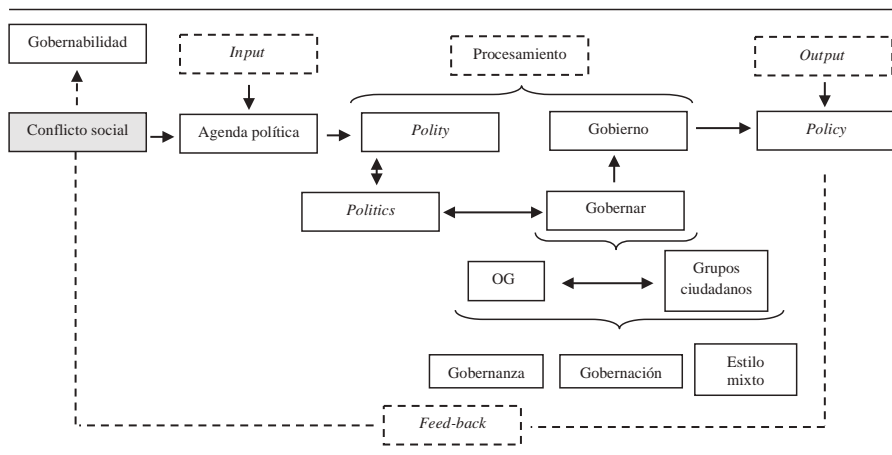 Gobernabilidad
Input
Procesamiento
Output
Conflicto social
Agenda política
Polity
Gobierno
Policy
Politics
Gobernar
OG
Grupos
ciudadanos
Gobernanza
Gobernación
Estilo
mixto
Feed-back